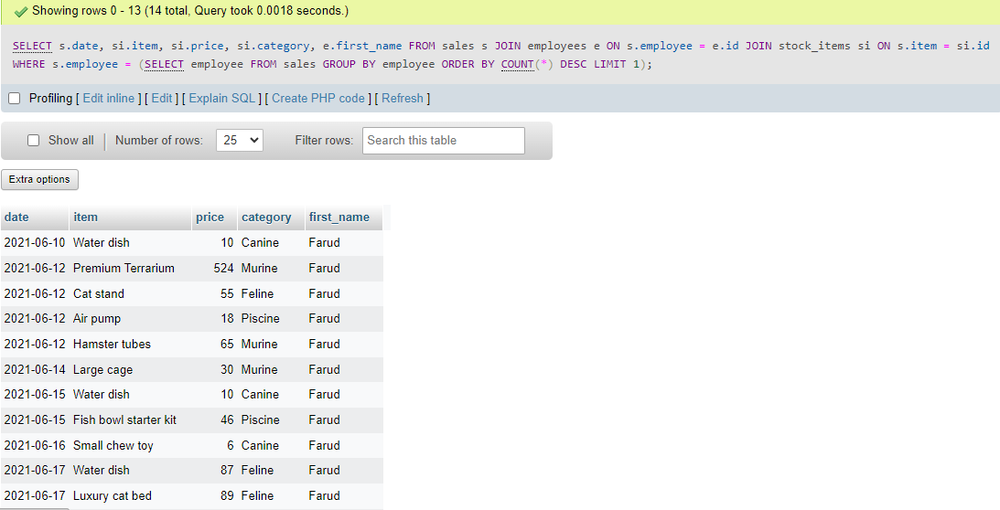 Showing rows 0 - 13 (14 total, Query took 0.0018 seconds.)
SELECT s.date, si.item, si.price, si.category, e.first_name FROM sales s JOIN employees e ON s.employee = e.id JOIN stock_items si ON s.item = si.id
WHERE s.employee = (SELECT employee FROM sales GROUP BY employee ORDER BY COUNT(*) DESC LIMIT 1);
Profiling [ Edit inline ] [ Edit ] [ Explain SQL ] [ Create PHP code ] [ Refresh ]
Show all | Number of rows: 25 Filter rows: Search this table
Extra options
date item price category first_name
2021-06-10 Water dish 10 Canine Farud
2021-06-12 Premium Terrarium 524 Murine Farud
2021-06-12 Cat stand 55 Feline Farud
2021-06-12 Air pump 18 Piscine Farud
2021-06-12 Hamster tubes 65 Murine Farud
2021-06-14 Large cage 30 Murine Farud
2021-06-15 Water dish 10 Canine Farud
2021-06-15 Fish bowl starter kit 46 Piscine Farud
2021-06-16 Small chew toy 6 Canine Farud
2021-06-17 Water dish 87 Feline Farud
2021-06-17 Luxury cat bed 89 Feline Farud